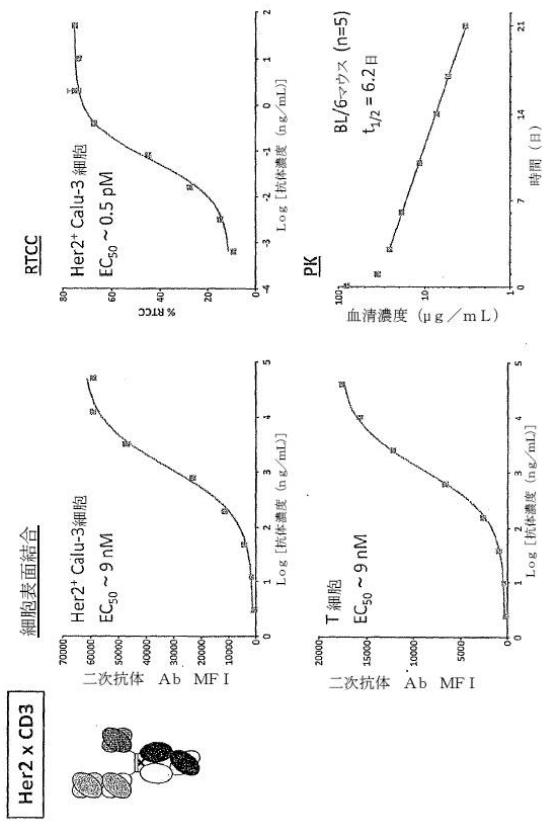 Her2 x CD3
細胞表面結合
Her2+ Calu-3 細胞
EC50 ~ 9 nM
70000
60000
50000
40000
30000
20000
10000
0
二次抗体 Ab MFI
0 1 2 3 4 5
Log [抗体濃度 (ng/mL)]
RTCC
Her2+ Calu-3 細胞
EC50 ~ 0.5 pM
80
60
40
20
0
% RTCC
-4 -3 -2 -1 0 1 2
Log [抗体濃度 (ng/mL)]
T 細胞
EC50 ~ 9 nM
20000
15000
10000
5000
0
二次抗体 Ab MFI
0 1 2 3 4 5
Log [抗体濃度 (ng/mL)]
PK
BL/6マウス (n=5)
t1/2 = 6.2日
100
10
1
血清濃度 (μg/mL)
0 7 14 21
時間 (日)